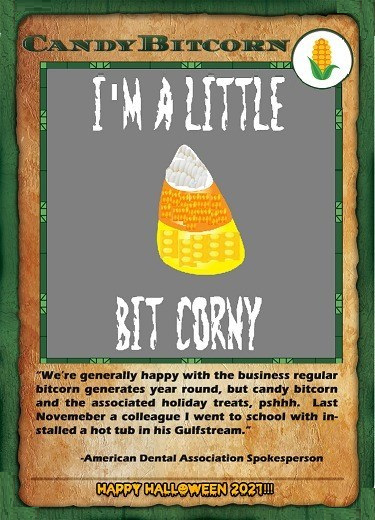 CANDY BITCORN
I'M A LITTLE
BIT CORNY
"We're generally happy with the business regular
bitcorn generates year round, but candy bitcorn
and the associated holiday treats, pshhh. Last
Novemeber a colleague I went to school with in-
stalled a hot tub in his Gulfstream."
-American Dental Association Spokesperson
HAPPY HALLOWEEN 2021!!!